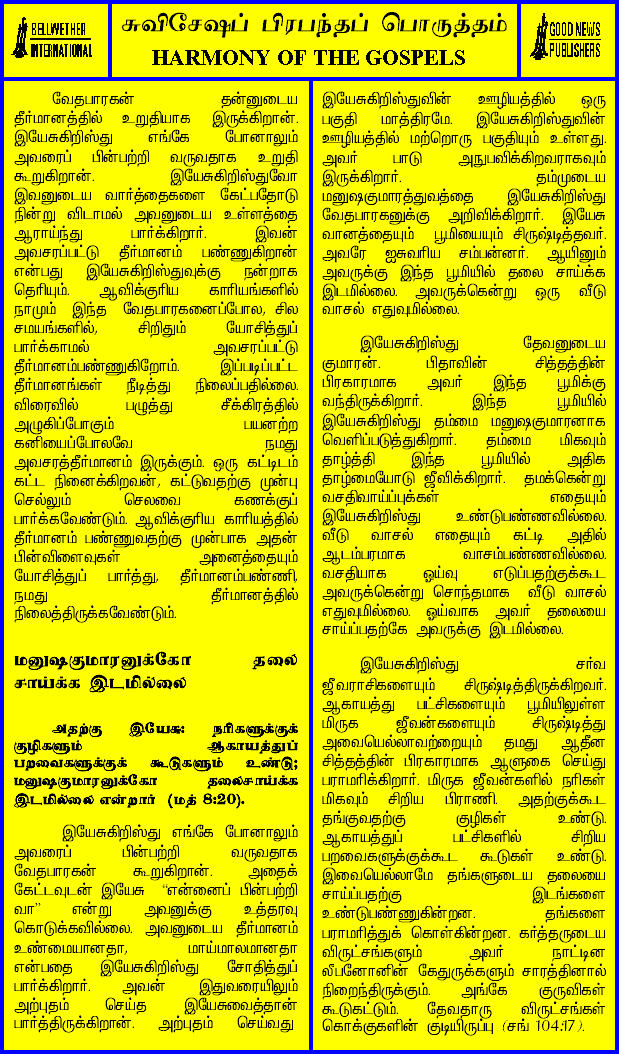 BELLWETHER
INTERNATIONAL
சுவிசேஷப் பிரபந்தப் பொருத்தம்
HARMONY OF THE GOSPELS
GOOD NEWS
PUBLISHERS
வேதபாரகன் தன்னுடைய
தீர்மானத்தில் உறுதியாக இருக்கிறான்.
இயேசுகிறிஸ்து எங்கே போனாலும்
அவரைப் பின்பற்றி வருவதாக உறுதி
கூறுகிறான். இயேசுகிறிஸ்துவோ
இவனுடைய வார்த்தைகளை கேட்பதோடு
நின்று விடாமல் அவனுடைய உள்ளத்தை
ஆராய்ந்து பார்க்கிறார். இவன்
அவசரப்பட்டு தீர்மானம் பண்ணுகிறான்
என்பது இயேசுகிறிஸ்துவுக்கு நன்றாக
தெரியும். ஆவிக்குரிய காரியங்களில்
நாமும் இந்த வேதபாரகனைப்போல, சில
சமயங்களில், சிறிதும் யோசித்துப்
பார்க்காமல் அவசரப்பட்டு
தீர்மானம்பண்ணுகிறோம். இப்படிப்பட்ட
தீர்மானங்கள் நீடித்து நிலைப்பதில்லை.
விரைவில் பழுத்து சீக்கிரத்தில்
அழுகிப்போகும் பயனற்ற
கனியைப்போலவே நமது
அவசரத்தீர்மானம் இருக்கும். ஒரு கட்டிடம்
கட்ட நினைக்கிறவன், கட்டுவதற்கு முன்பு
செல்லும் செலவை கணக்குப்
பார்க்கவேண்டும். ஆவிக்குரிய காரியத்தில்
தீர்மானம் பண்ணுவதற்கு முன்பாக அதன்
பின்விளைவுகள் அனைத்தையும்
யோசித்துப் பார்த்து, தீர்மானம்பண்ணி,
நமது தீர்மானத்தில்
நிலைத்திருக்கவேண்டும்.
மனுஷகுமாரனுக்கோ தலை
சாய்க்க இடமில்லை
அதற்கு இயேசு: நரிகளுக்குக்
குழிகளும் ஆகாயத்துப்
பறவைகளுக்குக் கூடுகளும் உண்டு;
மனுஷகுமாரனுக்கோ தலைசாய்க்க
இடமில்லை என்றார் (மத் 8:20).
இயேசுகிறிஸ்து எங்கே போனாலும்
அவரைப் பின்பற்றி வருவதாக
வேதபாரகன் கூறுகிறான். அதைக்
கேட்டவுடன் இயேசு “என்னைப் பின்பற்றி
வா” என்று அவனுக்கு உத்தரவு
கொடுக்கவில்லை. அவனுடைய தீர்மானம்
உண்மையானதா, மாய்மாலமானதா
என்பதை இயேசுகிறிஸ்து சோதித்துப்
பார்க்கிறார். அவன் இதுவரையிலும்
அற்புதம் செய்த இயேசுவைத்தான்
பார்த்திருக்கிறான். அற்புதம் செய்வது
இயேசுகிறிஸ்துவின் ஊழியத்தில் ஒரு
பகுதி மாத்திரமே. இயேசுகிறிஸ்துவின்
ஊழியத்தில் மற்றொரு பகுதியும் உள்ளது.
அவர் பாடு அநுபவிக்கிறவராகவும்
இருக்கிறார். தம்முடைய
மனுஷகுமாரத்துவத்தை இயேசுகிறிஸ்து
வேதபாரகனுக்கு அறிவிக்கிறார். இயேசு
வானத்தையும் பூமியையும் சிருஷ்டித்தவர்.
அவரே ஐசுவரிய சம்பன்னர். ஆயினும்
அவருக்கு இந்த பூமியில் தலை சாய்க்க
இடமில்லை. அவருக்கென்று ஒரு வீடு
வாசல் எதுவுமில்லை.
இயேசுகிறிஸ்து தேவனுடைய
குமாரன். பிதாவின் சித்தத்தின்
பிரகாரமாக அவர் இந்த பூமிக்கு
வந்திருக்கிறார். இந்த பூமியில்
இயேசுகிறிஸ்து தம்மை மனுஷகுமாரனாக
வெளிப்படுத்துகிறார். தம்மை மிகவும்
தாழ்த்தி இந்த பூமியில் அதிக
தாழ்மையோடு ஜீவிக்கிறார். தமக்கென்று
வசதிவாய்ப்புக்கள் எதையும்
இயேசுகிறிஸ்து உண்டுபண்ணவில்லை.
வீடு வாசல் எதையும் கட்டி அதில்
ஆடம்பரமாக வாசம்பண்ணவில்லை.
வசதியாக ஓய்வு எடுப்பதற்குக்கூட
அவருக்கென்று சொந்தமாக வீடு வாசல்
எதுவுமில்லை. ஓய்வாக அவர் தலையை
சாய்ப்பதற்கே அவருக்கு இடமில்லை.
இயேசுகிறிஸ்து சர்வ
ஜீவராசிகளையும் சிருஷ்டித்திருக்கிறவர்.
ஆகாயத்து பட்சிகளையும் பூமியிலுள்ள
மிருக ஜீவன்களையும் சிருஷ்டித்து
அவையெல்லாவற்றையும் தமது ஆதீன
சித்தத்தின் பிரகாரமாக ஆளுகை செய்து
பராமரிக்கிறார். மிருக ஜீவன்களில் நரிகள்
மிகவும் சிறிய பிராணி. அதற்குக்கூட
தங்குவதற்கு குழிகள் உண்டு.
ஆகாயத்துப் பட்சிகளில் சிறிய
பறவைகளுக்குக்கூட கூடுகள் உண்டு.
இவையெல்லாமே தங்களுடைய தலையை
சாய்ப்பதற்கு இடங்களை
உண்டுபண்ணுகின்றன. தங்களை
பராமரித்துக் கொள்கின்றன. கர்த்தருடைய
விருட்சங்களும் அவர் நாட்டின
லீபனோனின் கேதுருக்களும் சாரத்தினால்
நிறைந்திருக்கும். அங்கே குருவிகள்
கூடுகட்டும். தேவதாரு விருட்சங்கள்
கொக்குகளின் குடியிருப்பு (சங் 104:17).